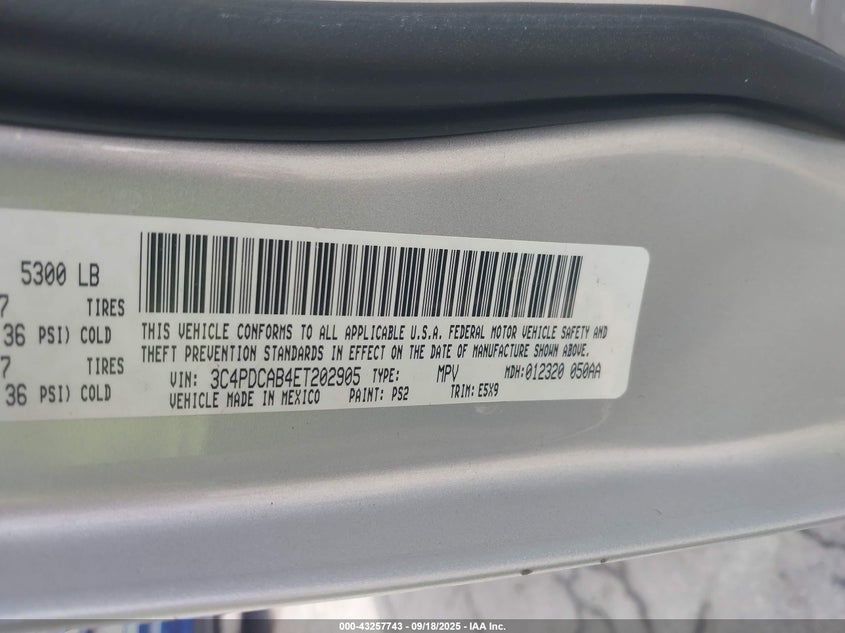 5300 LB
7 TIRES
36 PSI) COLD
7 TIRES
36 PSI) COLD
THIS VEHICLE CONFORMS TO ALL APPLICABLE U.S.A. FEDERAL MOTOR VEHICLE SAFETY AND
THEFT PREVENTION STANDARDS IN EFFECT ON THE DATE OF MANUFACTURE SHOWN ABOVE.
VIN: 3C4PDCAB4ET202905 TYPE: MPV MDH:012320 050AA
VEHICLE MADE IN MEXICO PAINT: PS2 TRIM: E5X9
000-43257743 - 09/18/2025 - IAA Inc.